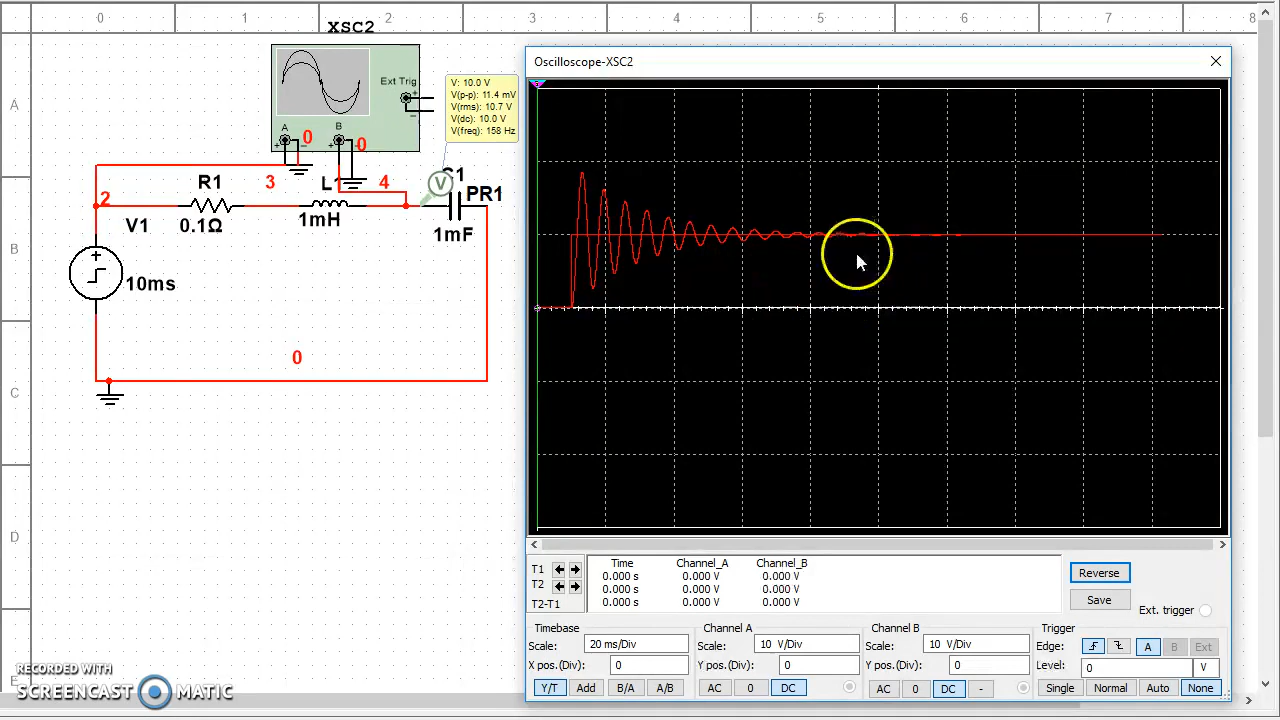 0 1 2 3 4 5 6 7 8
XSC2
A
B
C
D
E
Ext Trig
+
−
A
B
0
0
+
−
+
−
V: 10.0 V
V(p-p): 11.4 mV
V(rms): 10.7 V
V(dc): 10.0 V
V(freq): 158 Hz
2
R1
0.1Ω
3
1mH
4
V
PR1
1mF
V1
+
10ms
0
Oscilloscope-XSC2
T1
T2
T2-T1
Time Channel_A Channel_B
0.000 s 0.000 V 0.000 V
0.000 s 0.000 V 0.000 V
0.000 s 0.000 V 0.000 V
Reverse
Save
Ext. trigger
Timebase
Scale: 20 ms/Div
X pos.(Div): 0
Y/T Add B/A A/B
Channel A
Scale: 10 V/Div
Y pos.(Div): 0
AC 0 DC
Channel B
Scale: 10 V/Div
Y pos.(Div): 0
AC 0 DC -
Trigger
Edge: A B Ext
Level: 0 V
Single Normal Auto None
RECORDED WITH
SCREENCAST MATIC